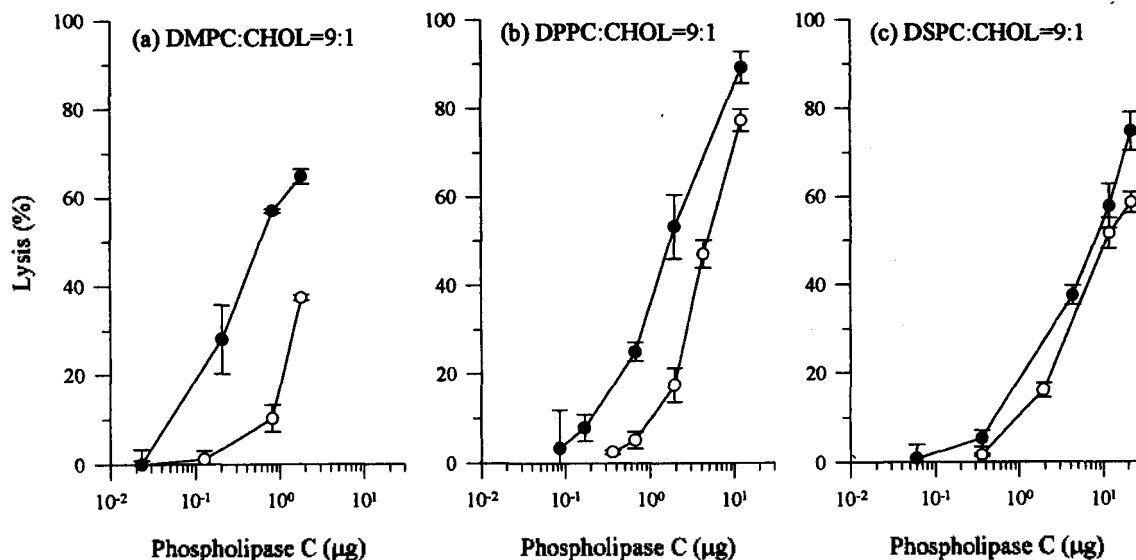 (a) DMPC:CHOL=9:1
(b) DPPC:CHOL=9:1
(c) DSPC:CHOL=9:1
Lysis (%)
100
80
60
40
20
0
100
80
60
40
20
0
100
80
60
40
20
0
10⁻² 10⁻¹ 10⁰ 10¹
10⁻² 10⁻¹ 10⁰ 10¹
10⁻² 10⁻¹ 10⁰ 10¹
Phospholipase C (µg)
Phospholipase C (µg)
Phospholipase C (µg)